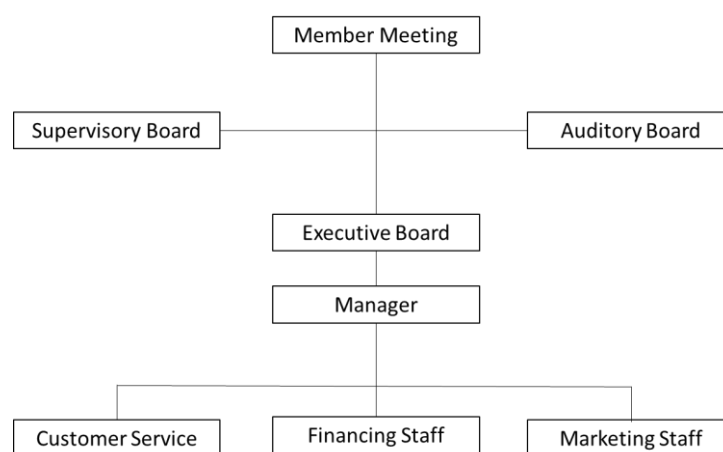 Member Meeting
Supervisory Board
Auditory Board
Executive Board
Manager
Customer Service
Financing Staff
Marketing Staff